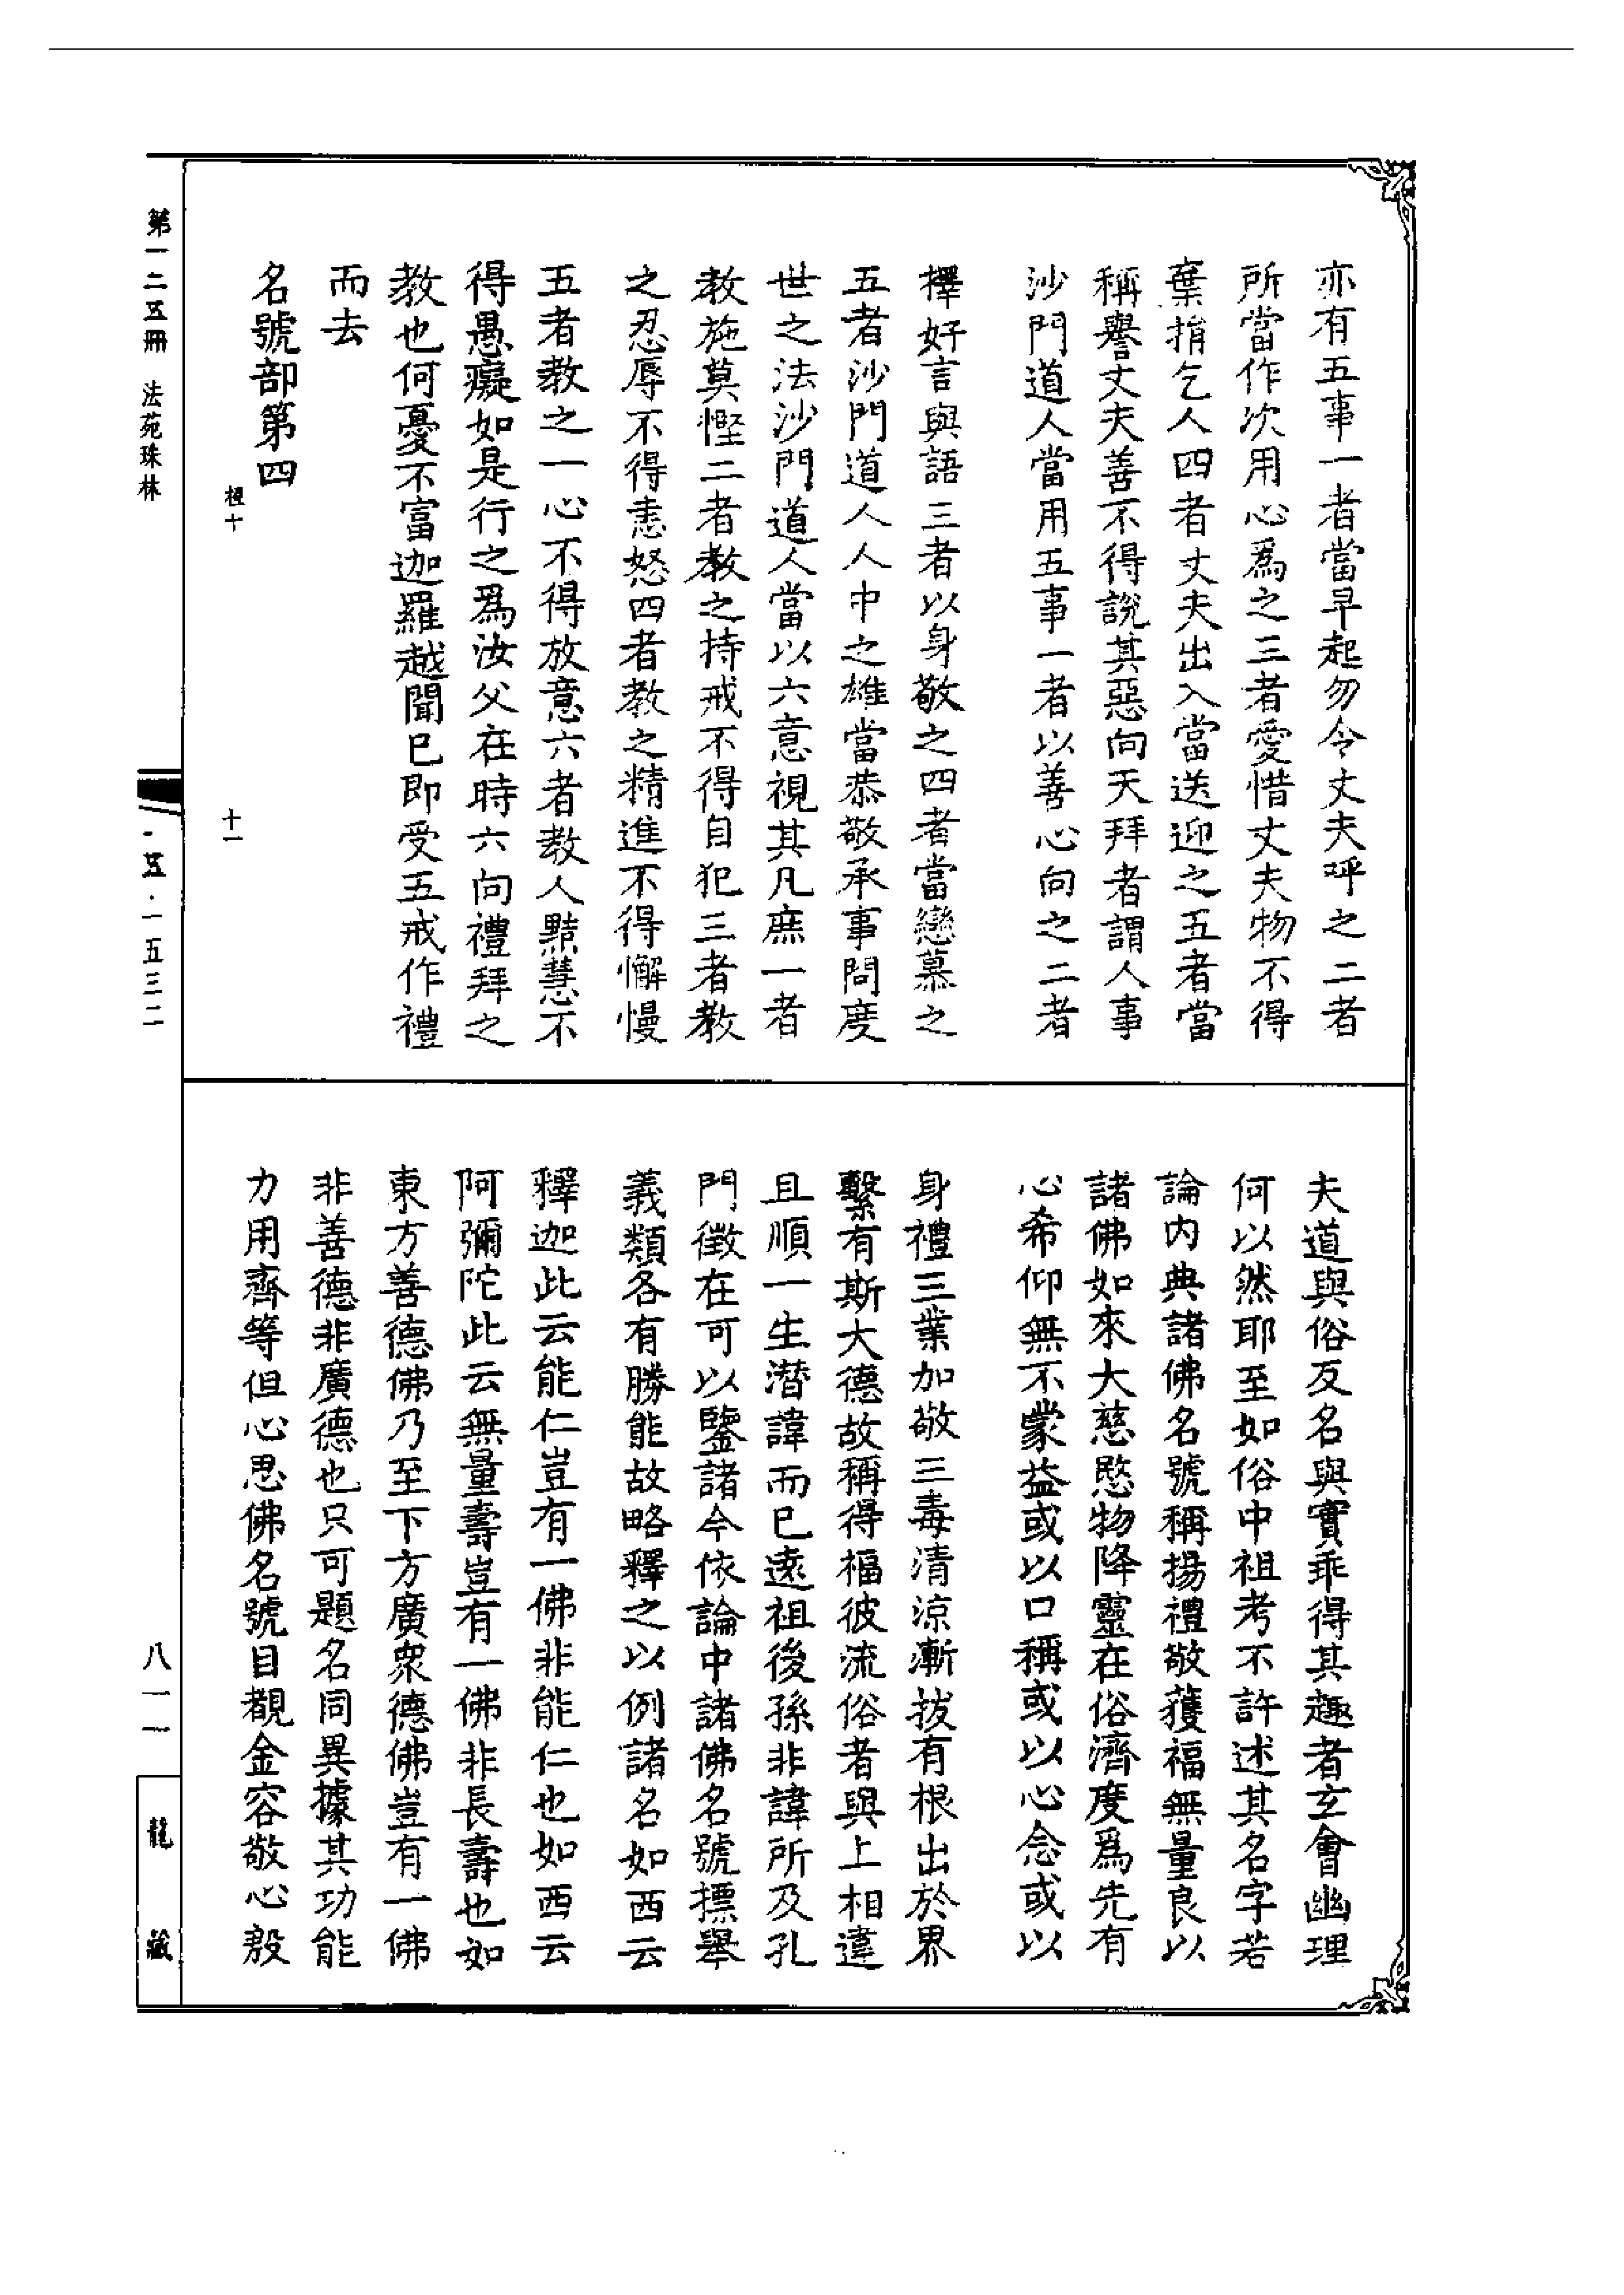 亦有五事一者當早起勿令丈夫呼之二者
所當作次用心爲之三者愛惜丈夫物不得
棄捐乞人四者丈夫出入當送迎之五者當
稱譽丈夫善不得說其惡向天拜者謂人事
沙門道人當用五事一者以善心向之二者
擇好言與語三者以身敬之四者當戀慕之
五者沙門道人人中之雄當恭敬承事問度
世之法沙門道人當以六意視其凡庶一者
教施莫慳二者教之持戒不得自犯三者教
之忍辱不得恚怒四者教之精進不得懈慢
五者教之一心不得放意六者教人黠慧不
得愚癡如是行之爲汝父在時六向禮拜之
教也何憂不富迦羅越聞已即受五戒作禮
而去
名號部第四
十一
夫道與俗反名與實乖得其趣者玄會幽理
何以然耶至如俗中祖考不許述其名字若
論內典諸佛名號稱揚禮敬獲福無量良以
諸佛如來大慈愍物降靈在俗濟度爲先有
心希仰無不蒙益或以口稱或以心念或以
身禮三業加敬三毒清涼漸拔有根出於界
繫有斯大德故稱得福彼流俗者與上相違
且順一生潛諱而已遠祖後孫非諱所及孔
門徵在可以鑒諸今依論中諸佛名號摽舉
義類各有勝能故略釋之以例諸名如西云
釋迦此云能仁豈有一佛非能仁也如西云
阿彌陀此云無量壽豈有一佛非長壽也如
東方善德佛乃至下方廣衆德佛豈有一佛
非善德非廣德也只可題名同異據其功能
力用齊等但心思佛名號目覩金容敬心殷
第一二五冊 法苑珠林
五·一五三二
八一一
龍藏